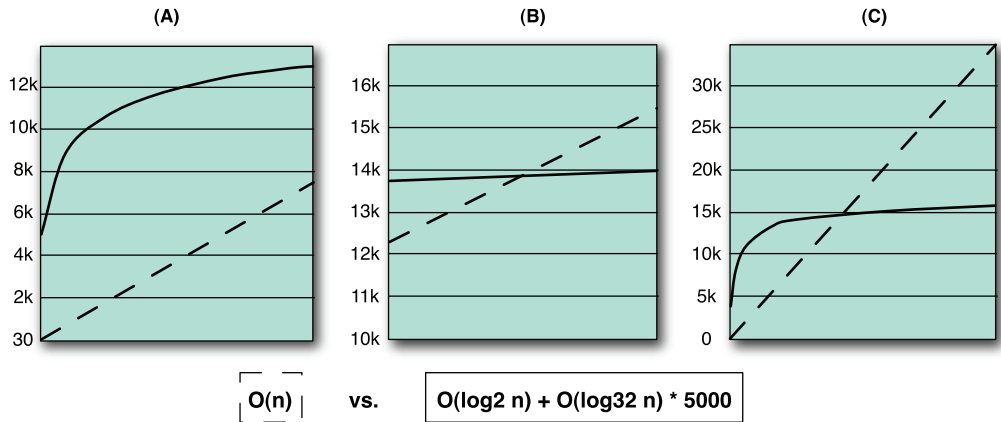 (A)
12k
10k
8k
6k
4k
2k
30
(B)
16k
15k
14k
13k
12k
11k
10k
(C)
30k
25k
20k
15k
10k
5k
0
O(n) vs. O(log2 n) + O(log32 n) * 5000